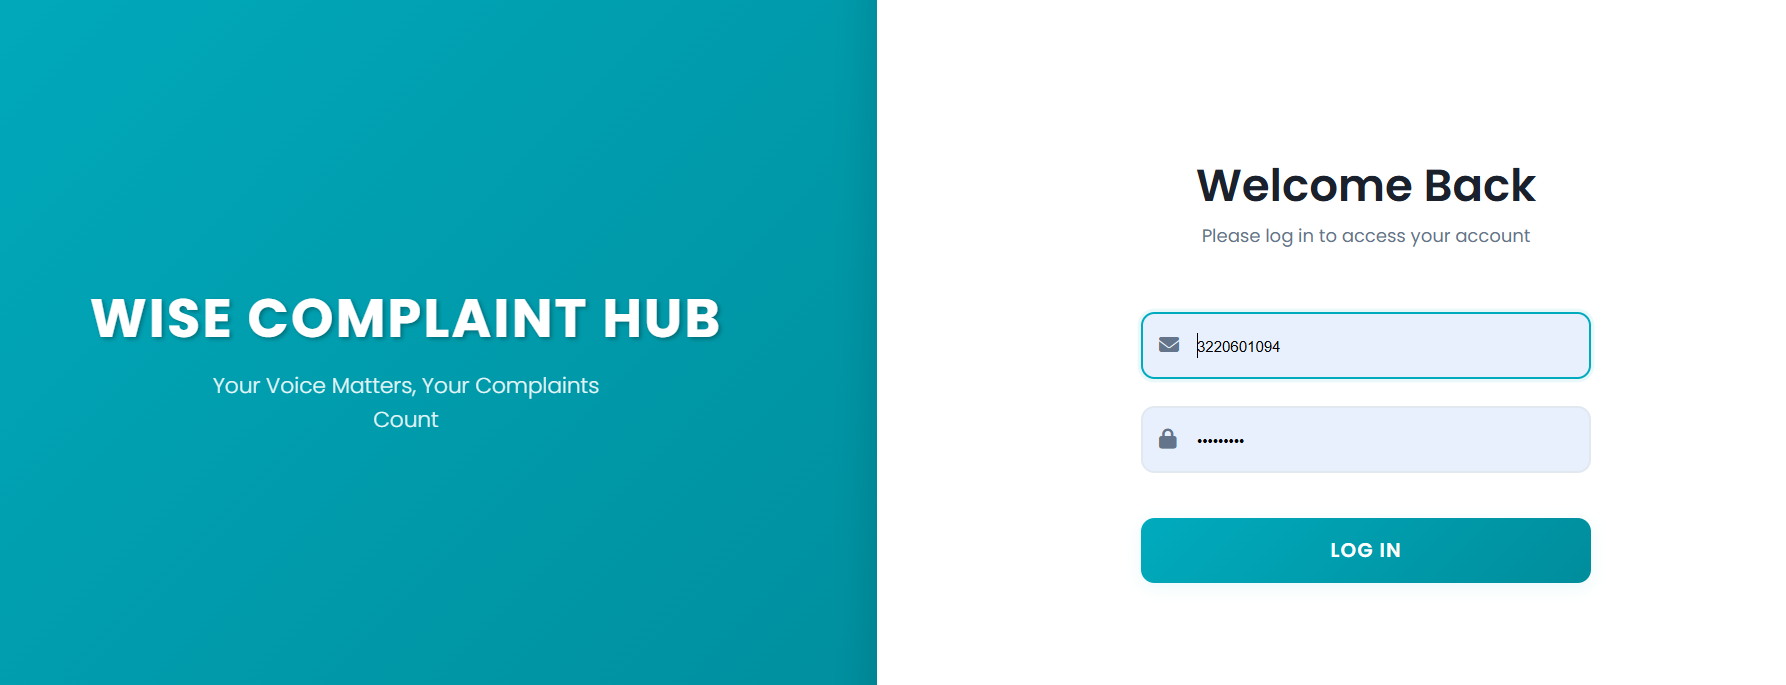 WISE COMPLAINT HUB
Your Voice Matters, Your Complaints
Count
Welcome Back
Please log in to access your account
3220601094
•••••••••
LOG IN